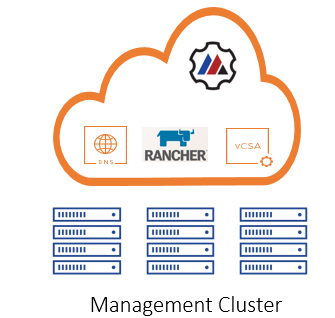 DNS
RANCHER
vCSA
Management Cluster